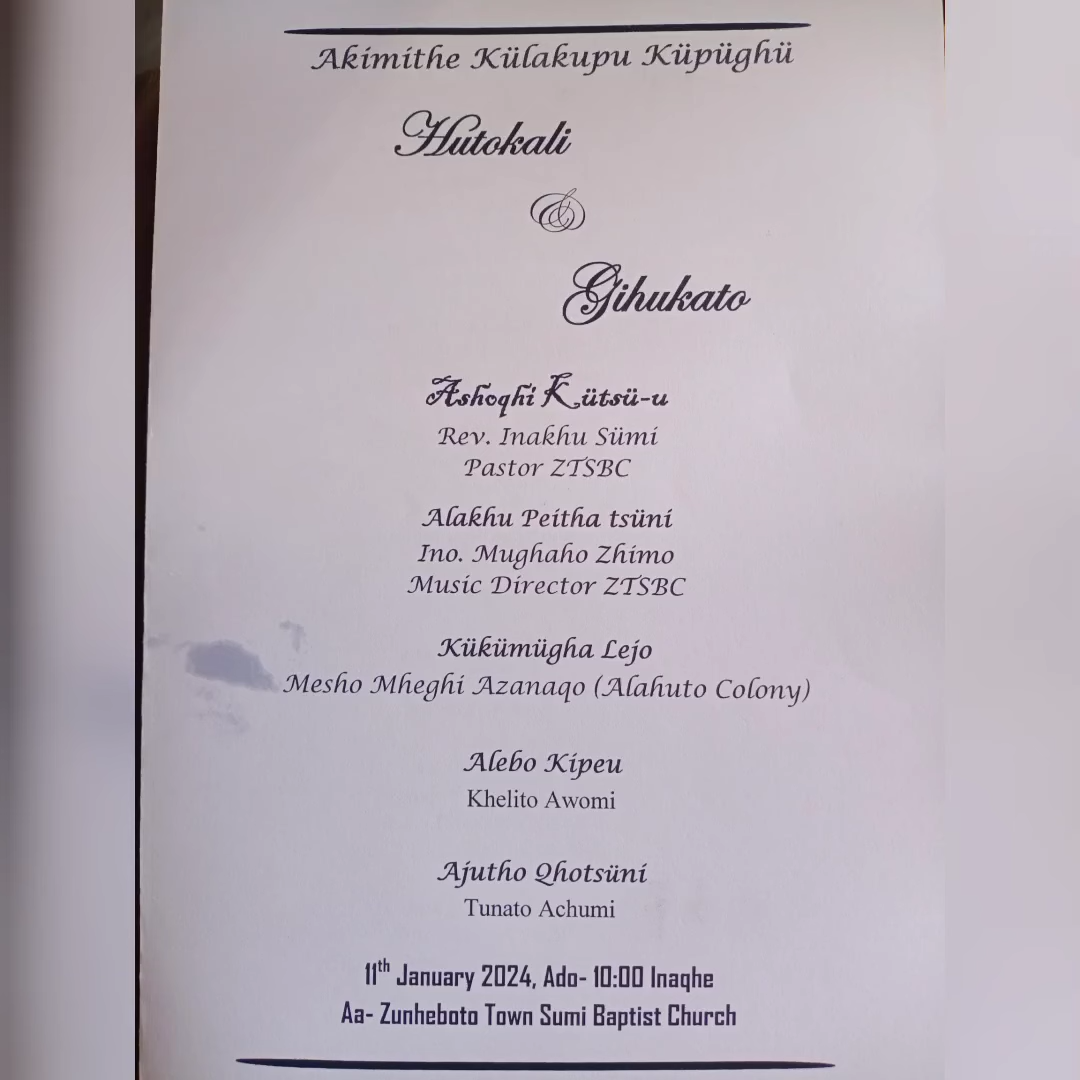 Akimithe Külakupu Küpüghü
Hutokali
&
Gihukato
Ashoqhi Kütsü-u
Rev. Inakhu Sümi
Pastor ZTSBC
Alakhu Peitha tsüni
Ino. Mughaho Zhimo
Music Director ZTSBC
Kükümügha Lejo
Mesho Mheghi Azanaqo (Alahuto Colony)
Alebo Kipeu
Khelito Awomi
Ajutho Qhotsüni
Tunato Achumi
11th January 2024, Ado- 10:00 Inaqhe
Aa- Zunheboto Town Sumi Baptist Church